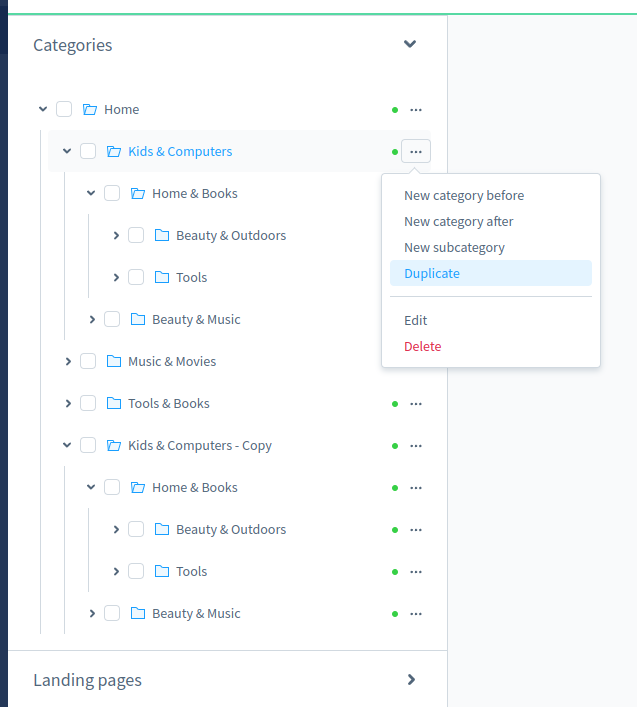 Categories
Home
Kids & Computers
Home & Books
Beauty & Outdoors
Tools
Beauty & Music
Music & Movies
Tools & Books
Kids & Computers - Copy
Home & Books
Beauty & Outdoors
Tools
Beauty & Music
Landing pages
New category before
New category after
New subcategory
Duplicate
Edit
Delete